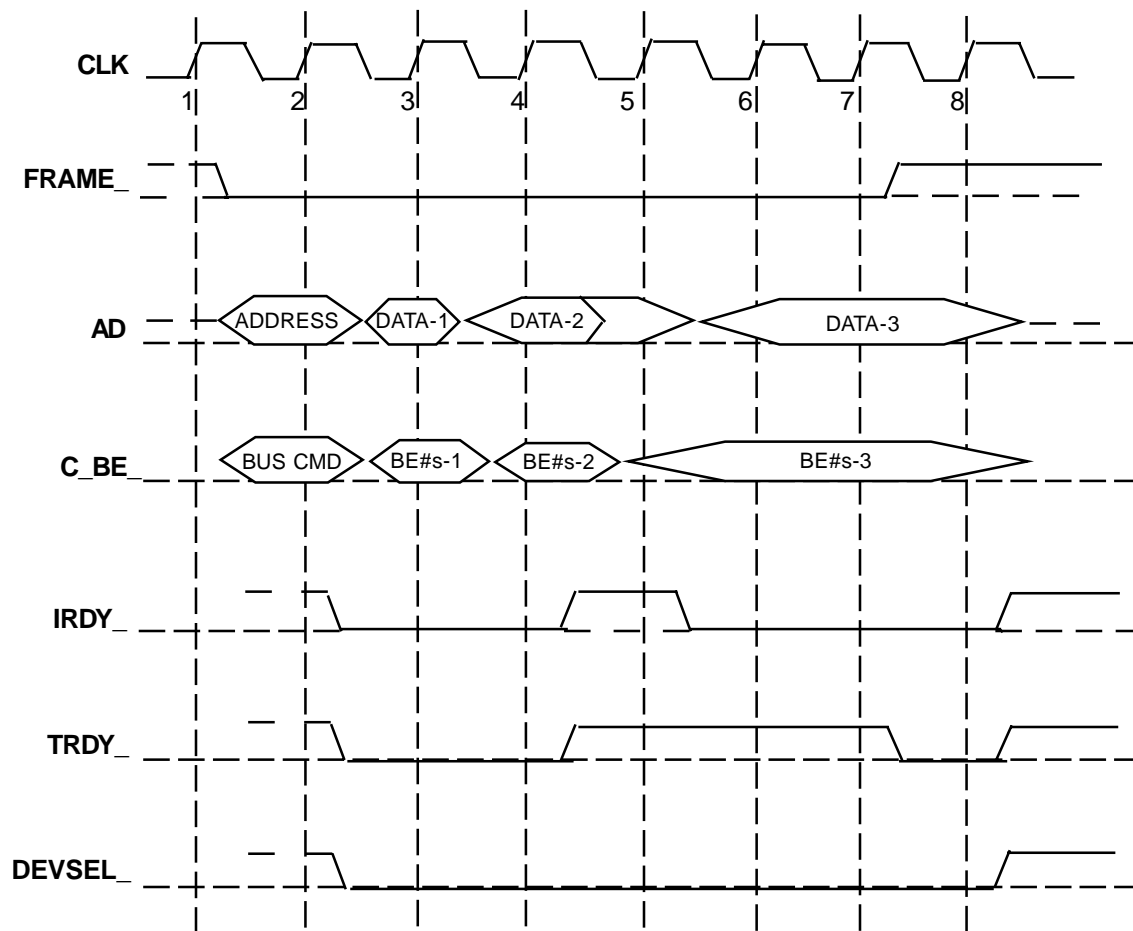 CLK
1 2 3 4 5 6 7 8
FRAME_
AD
ADDRESS DATA-1 DATA-2 DATA-3
C_BE_
BUS CMD BE#s-1 BE#s-2 BE#s-3
IRDY_
TRDY_
DEVSEL_